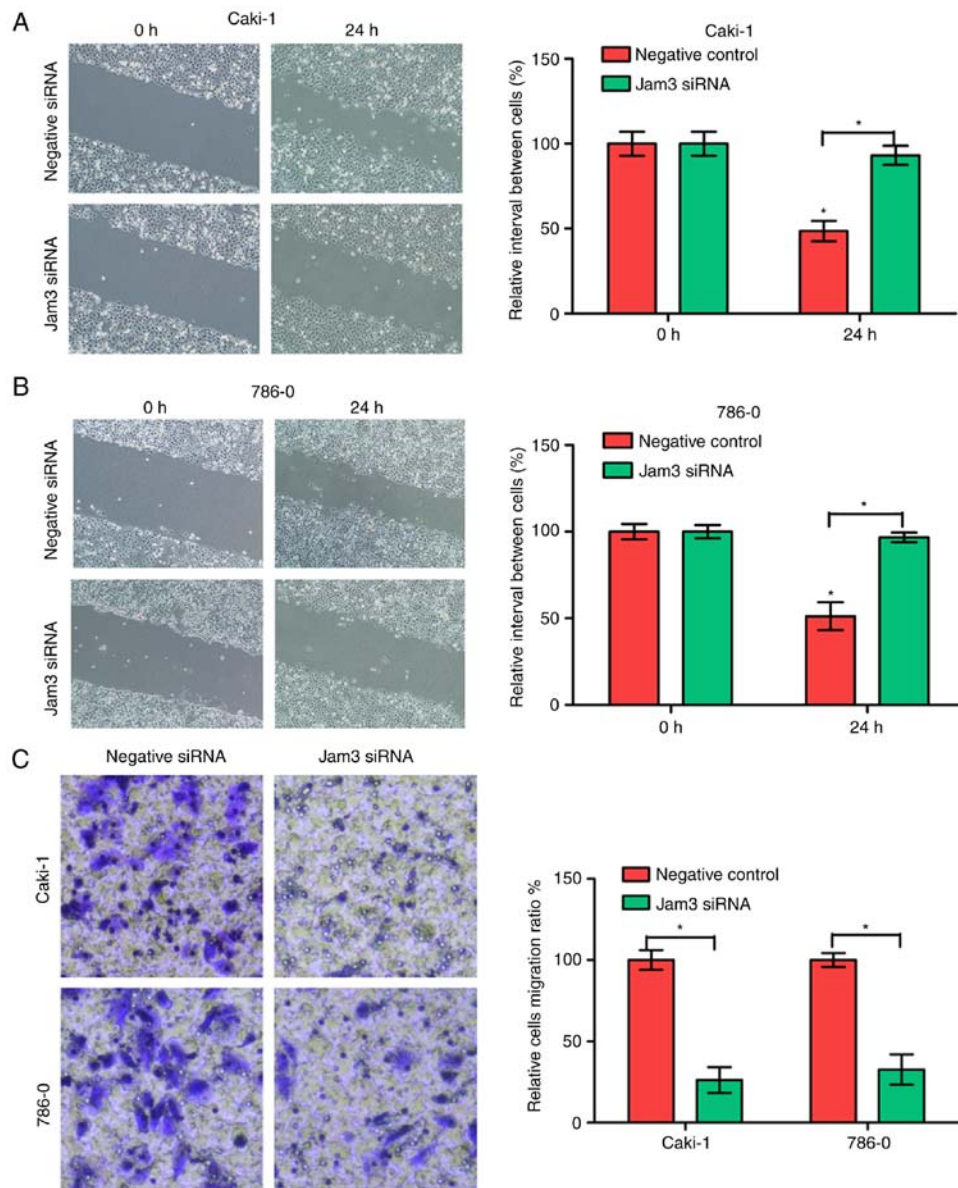 A
Caki-1
0 h
24 h
Negative siRNA
Jam3 siRNA
Caki-1
Negative control
Jam3 siRNA
Relative interval between cells (%)
150
100
50
0
*
*
0 h
24 h
B
786-0
0 h
24 h
Negative siRNA
Jam3 siRNA
786-0
Negative control
Jam3 siRNA
Relative interval between cells (%)
150
100
50
0
*
*
0 h
24 h
C
Negative siRNA
Jam3 siRNA
Caki-1
786-0
Negative control
Jam3 siRNA
Relative cells migration ratio %
150
100
50
0
*
*
Caki-1
786-0